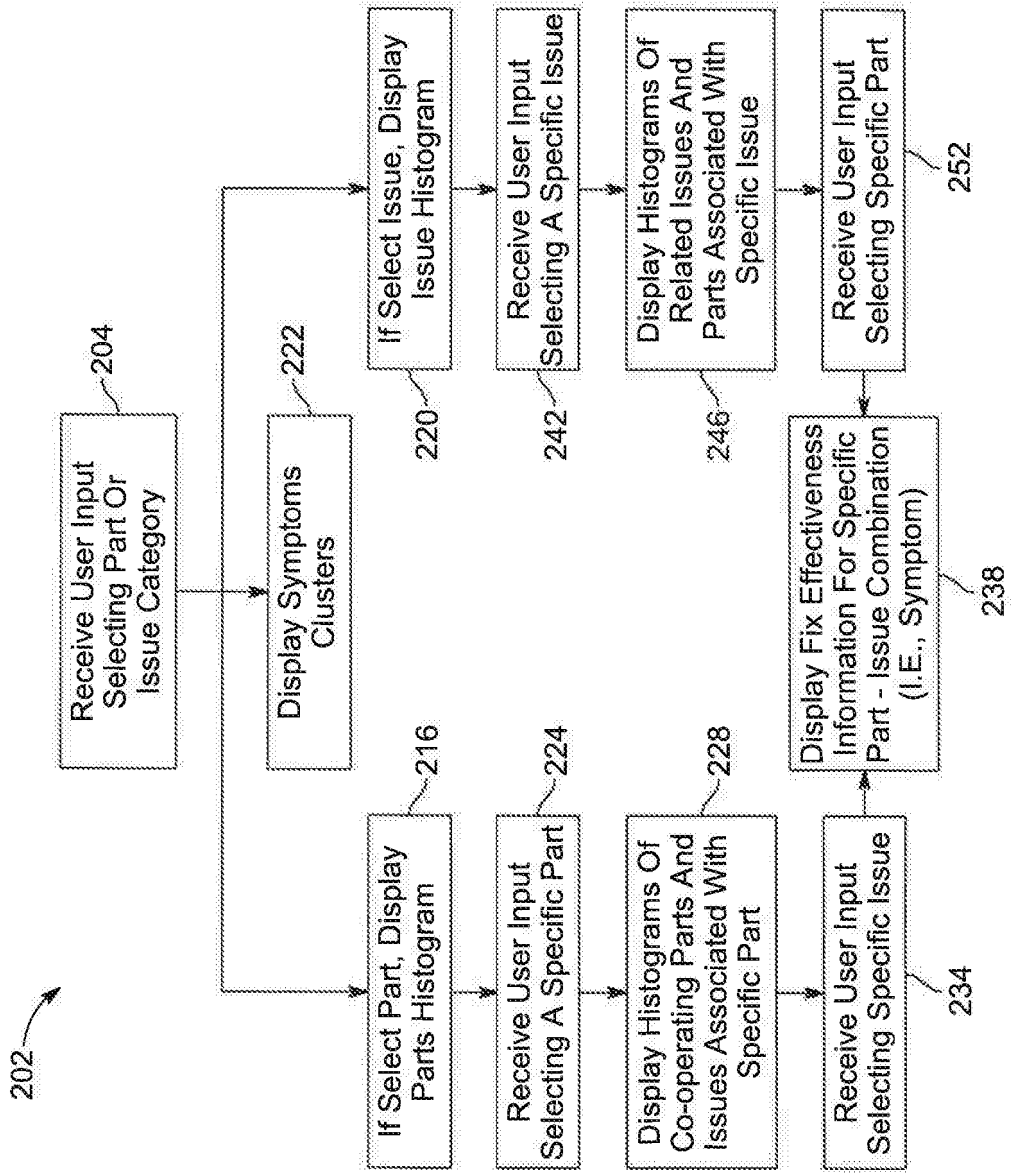 202
204
Receive User Input
Selecting Part Or
Issue Category
222
Display Symptoms
Clusters
216
If Select Part, Display
Parts Histogram
224
Receive User Input
Selecting A Specific Part
228
Display Histograms Of
Co-operating Parts And
Issues Associated With
Specific Part
Receive User Input
Selecting Specific Issue
234
If Select Issue, Display
Issue Histogram
220
Receive User Input
Selecting A Specific Issue
242
Display Histograms Of
Related Issues And
Parts Associated With
Specific Issue
246
Receive User Input
Selecting Specific Part
252
Display Fix Effectiveness
Information For Specific
Part - Issue Combination
(I.E., Symptom)
238